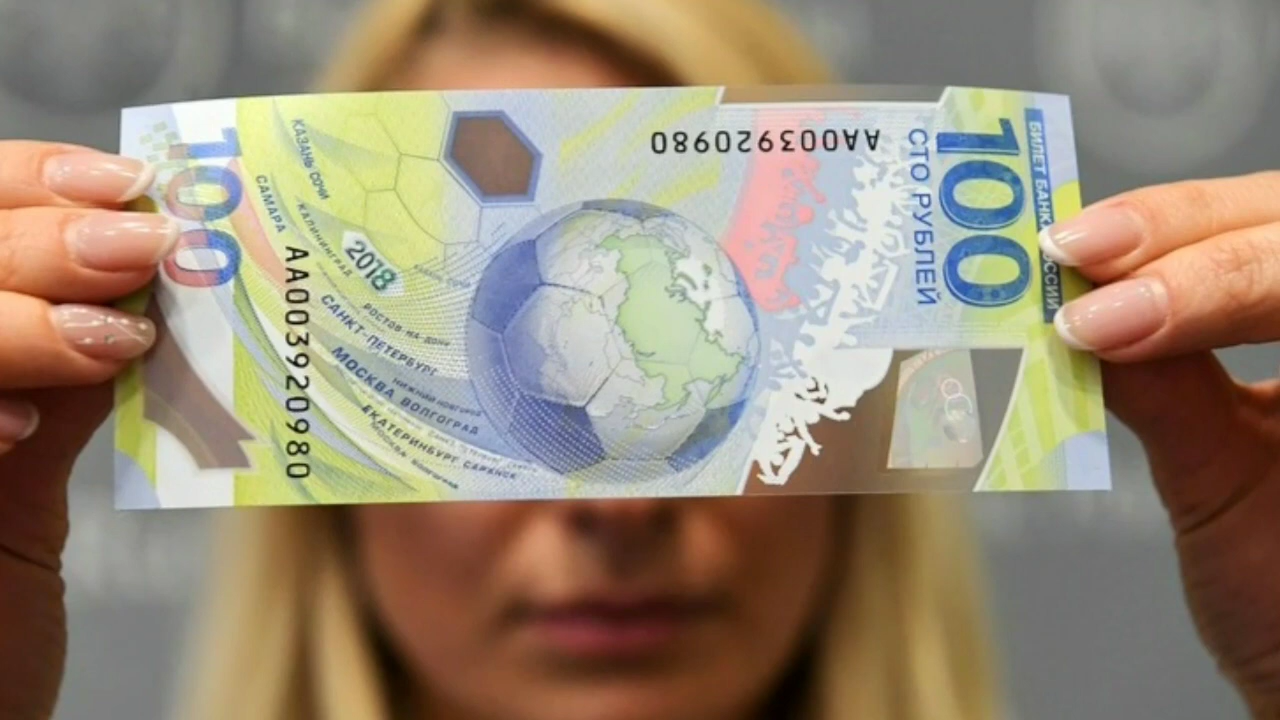 100
КАЗАНЬ СОЧИ
САМАРА
КАЛИНИНГРАД
2018
РОСТОВ-НА-ДОНУ
САНКТ-ПЕТЕРБУРГ
НИЖНИЙ НОВГОРОД
МОСКВА ВОЛГОГРАД
ЕКАТЕРИНБУРГ САРАНСК
АА003920980
АА003920980
СТО РУБЛЕЙ
100
БИЛЕТ БАНКА РОССИИ